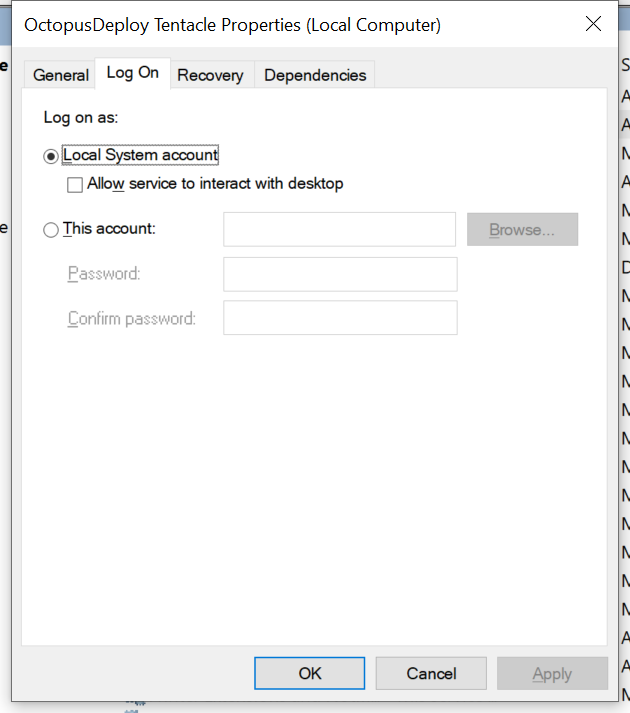 OctopusDeploy Tentacle Properties (Local Computer)
General Log On Recovery Dependencies
Log on as:
Local System account
Allow service to interact with desktop
This account: Browse...
Password:
Confirm password:
OK Cancel Apply